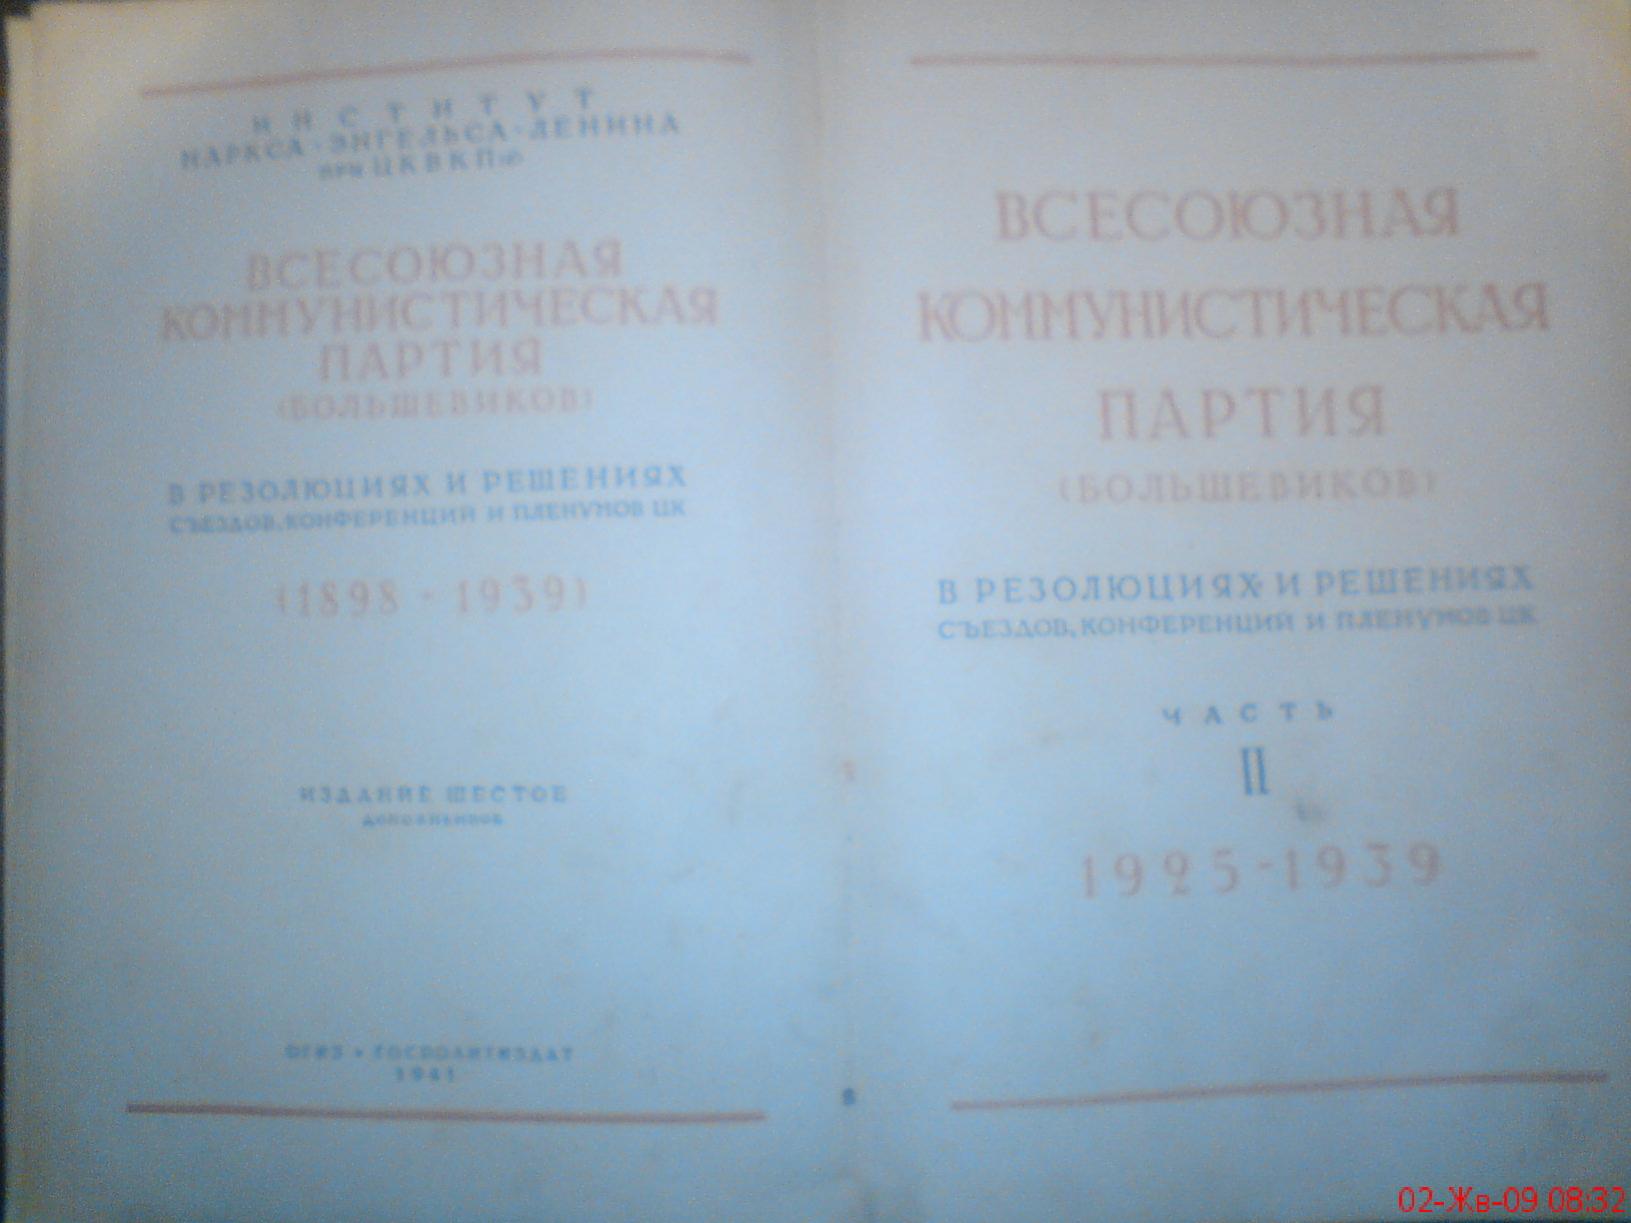 ИНСТИТУТ
МАРКСА-ЭНГЕЛЬСА-ЛЕНИНА
ПРИ ЦК ВКП(б)
ВСЕСОЮЗНАЯ
КОММУНИСТИЧЕСКАЯ
ПАРТИЯ
(БОЛЬШЕВИКОВ)
В РЕЗОЛЮЦИЯХ И РЕШЕНИЯХ
СЪЕЗДОВ, КОНФЕРЕНЦИЙ И ПЛЕНУМОВ ЦК
(1898-1939)
ИЗДАНИЕ ШЕСТОЕ
ДОПОЛНЕННОЕ
ОГИЗ • ГОСПОЛИТИЗДАТ
1941
ВСЕСОЮЗНАЯ
КОММУНИСТИЧЕСКАЯ
ПАРТИЯ
(БОЛЬШЕВИКОВ)
В РЕЗОЛЮЦИЯХ И РЕШЕНИЯХ
СЪЕЗДОВ, КОНФЕРЕНЦИЙ И ПЛЕНУМОВ ЦК
ЧАСТЬ
II
1925-1939
02-Жв-09 08:32